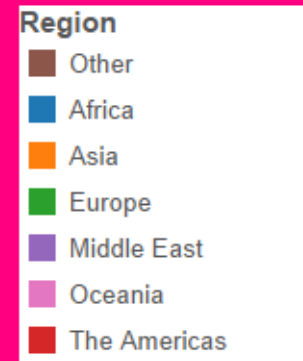 Region
Other
Africa
Asia
Europe
Middle East
Oceania
The Americas